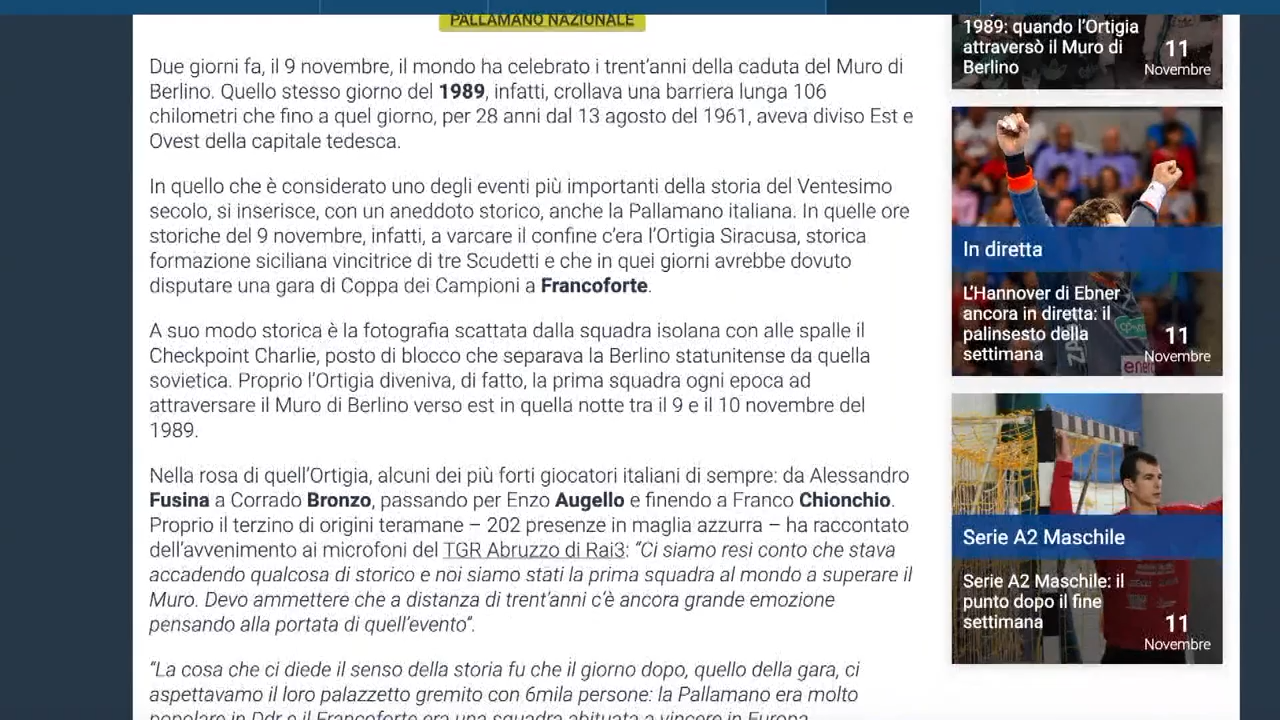 PALLAMANO NAZIONALE
Due giorni fa, il 9 novembre, il mondo ha celebrato i trent’anni della caduta del Muro di
Berlino. Quello stesso giorno del 1989, infatti, crollava una barriera lunga 106
chilometri che fino a quel giorno, per 28 anni dal 13 agosto del 1961, aveva diviso Est e
Ovest della capitale tedesca.
In quello che è considerato uno degli eventi più importanti della storia del Ventesimo
secolo, si inserisce, con un aneddoto storico, anche la Pallamano italiana. In quelle ore
storiche del 9 novembre, infatti, a varcare il confine c’era l’Ortigia Siracusa, storica
formazione siciliana vincitrice di tre Scudetti e che in quei giorni avrebbe dovuto
disputare una gara di Coppa dei Campioni a Francoforte.
A suo modo storica è la fotografia scattata dalla squadra isolana con alle spalle il
Checkpoint Charlie, posto di blocco che separava la Berlino statunitense da quella
sovietica. Proprio l’Ortigia diveniva, di fatto, la prima squadra ogni epoca ad
attraversare il Muro di Berlino verso est in quella notte tra il 9 e il 10 novembre del
1989.
Nella rosa di quell’Ortigia, alcuni dei più forti giocatori italiani di sempre: da Alessandro
Fusina a Corrado Bronzo, passando per Enzo Augello e finendo a Franco Chionchio.
Proprio il terzino di origini teramane – 202 presenze in maglia azzurra – ha raccontato
dell’avvenimento ai microfoni del TGR Abruzzo di Rai3: “Ci siamo resi conto che stava
accadendo qualcosa di storico e noi siamo stati la prima squadra al mondo a superare il
Muro. Devo ammettere che a distanza di trent’anni c’è ancora grande emozione
pensando alla portata di quell’evento”.
“La cosa che ci diede il senso della storia fu che il giorno dopo, quello della gara, ci
aspettavamo il loro palazzetto gremito con 6mila persone: la Pallamano era molto
popolare in Ddr e il Francoforte era una squadra abituata a vincere in Europa.
1989: quando l’Ortigia
attraversò il Muro di
Berlino
11
Novembre
In diretta
L’Hannover di Ebner
ancora in diretta: il
palinsesto della
settimana
11
Novembre
Serie A2 Maschile
Serie A2 Maschile: il
punto dopo il fine
settimana
11
Novembre